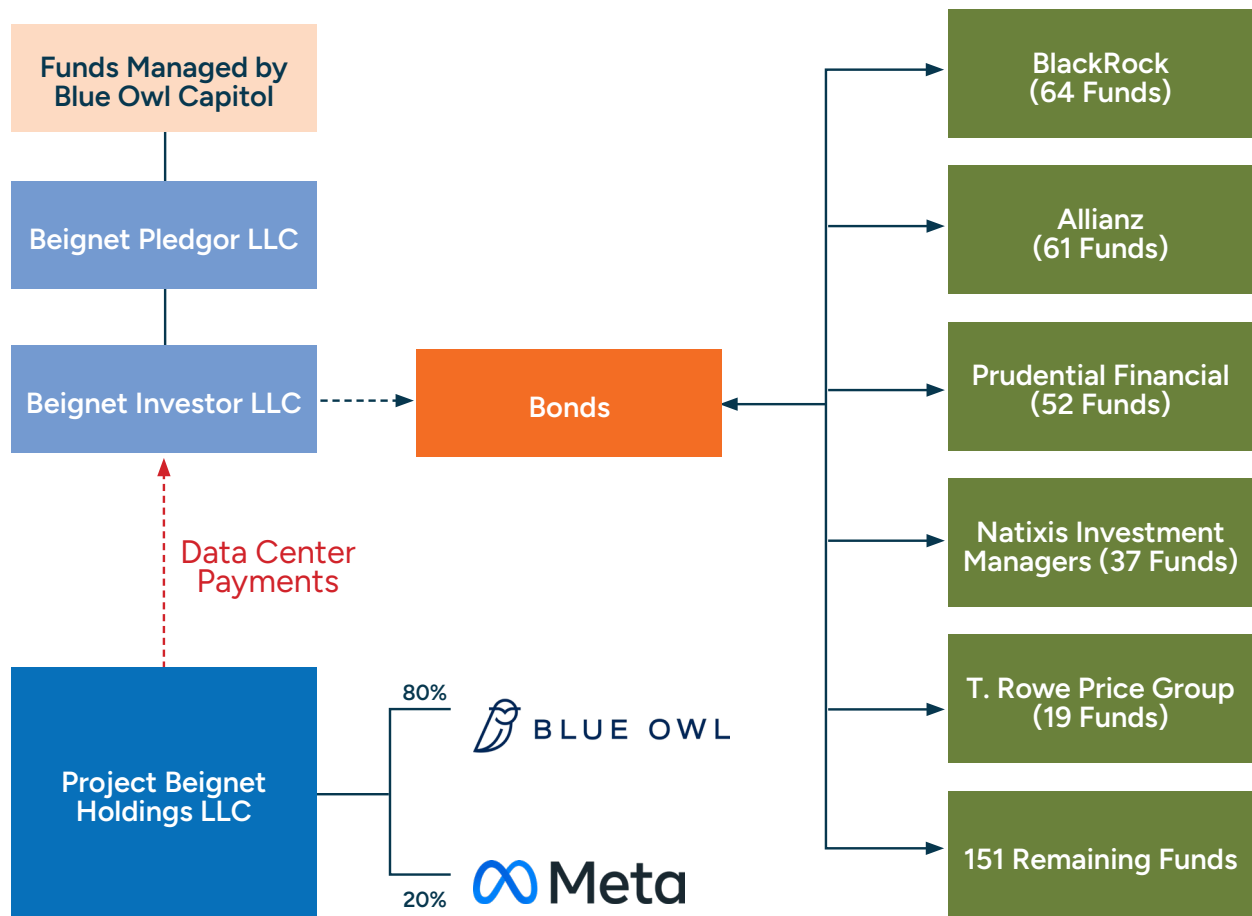 Funds Managed by
Blue Owl Capitol
Beignet Pledgor LLC
Beignet Investor LLC
Data Center
Payments
Project Beignet
Holdings LLC
80%
BLUE OWL
20%
Meta
Bonds
BlackRock
(64 Funds)
Allianz
(61 Funds)
Prudential Financial
(52 Funds)
Natixis Investment
Managers (37 Funds)
T. Rowe Price Group
(19 Funds)
151 Remaining Funds